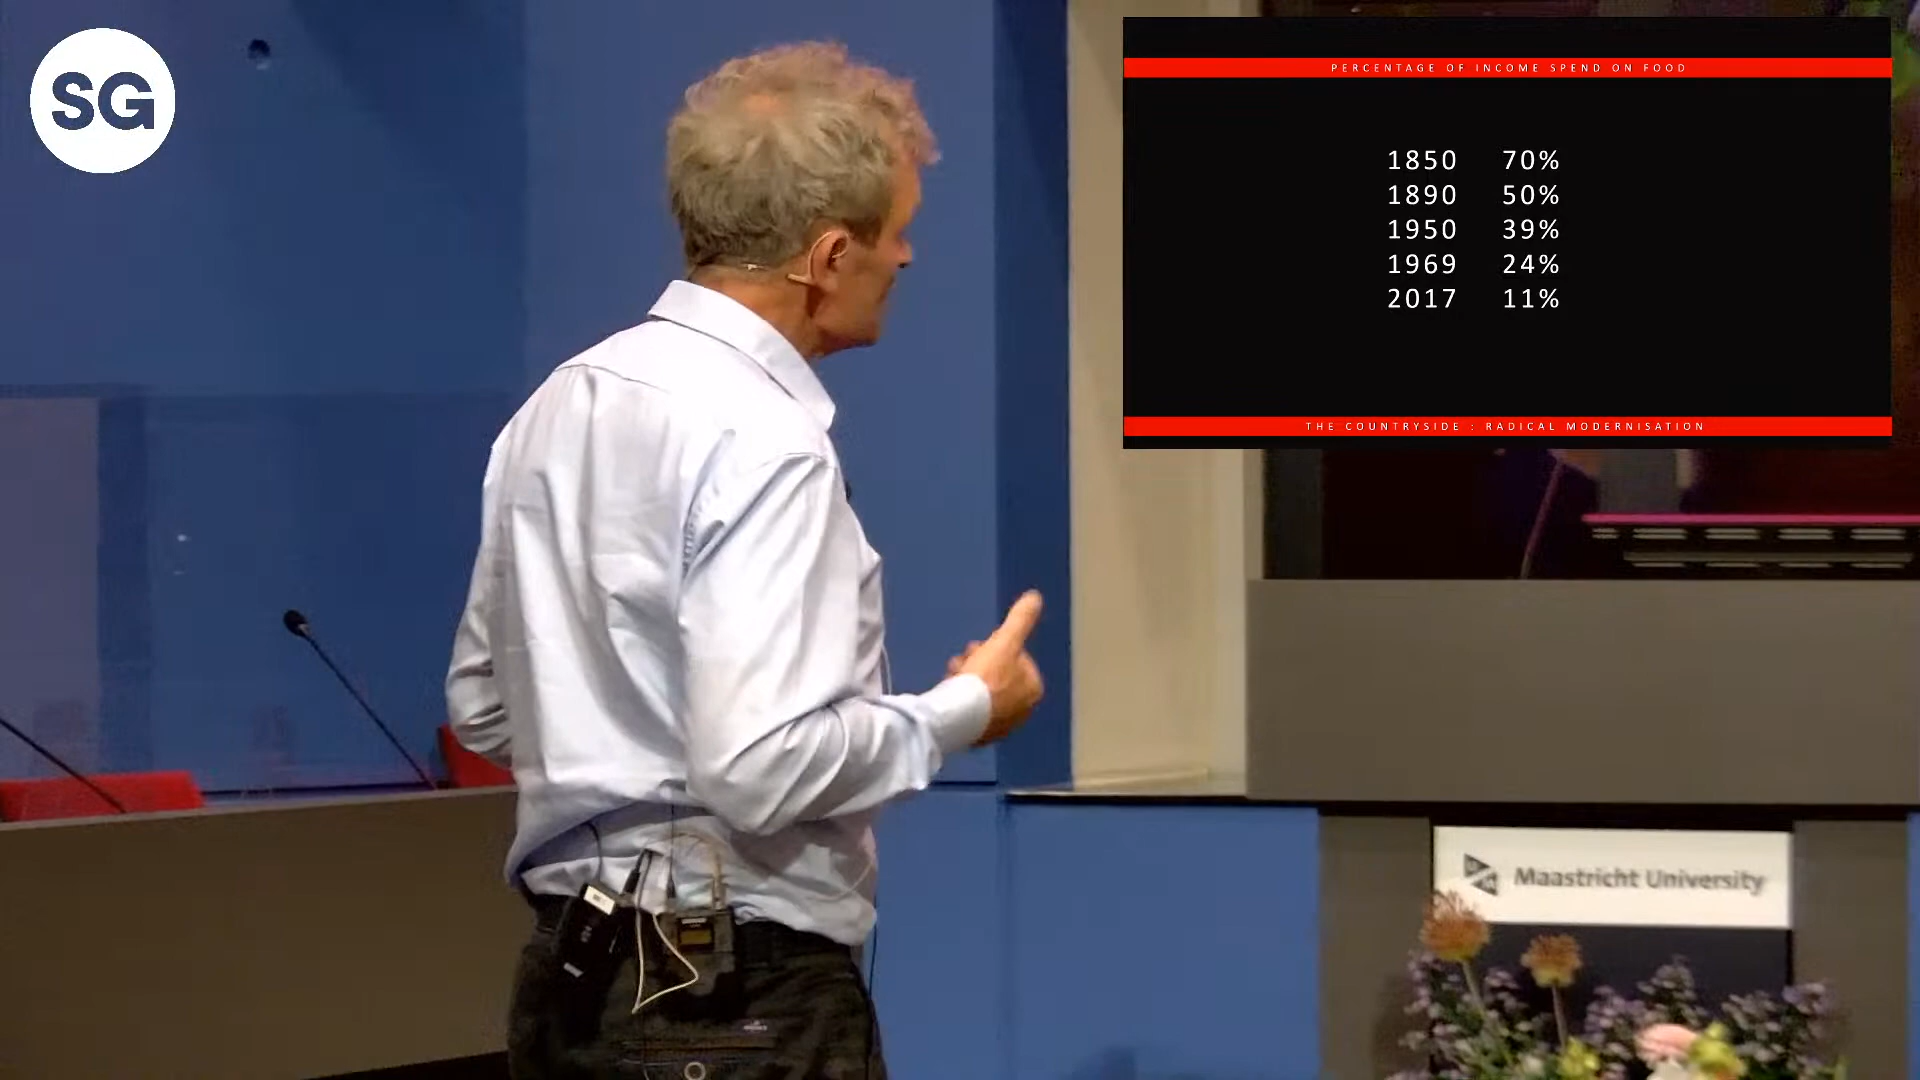 SG
PERCENTAGE OF INCOME SPEND ON FOOD
1850 70%
1890 50%
1950 39%
1969 24%
2017 11%
THE COUNTRYSIDE : RADICAL MODERNISATION
Maastricht University